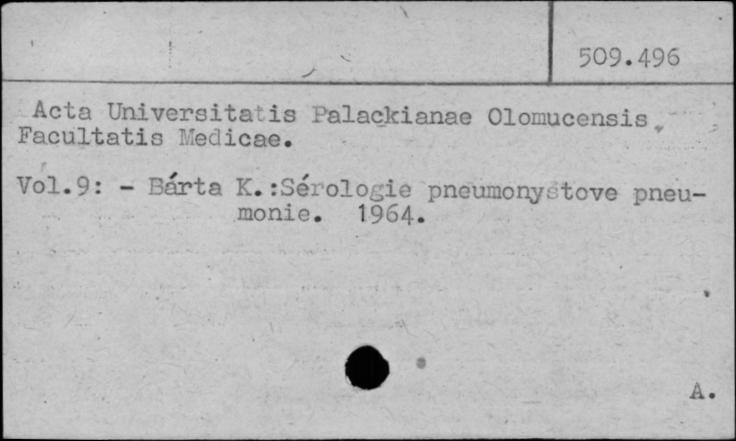 509.496
Acta Universitatis Palackianae Olomucensis,
Facultatis Medicae.
Vol.9: - Bárta K.:Sérologie pneumonystove pneu-
monie. 1964.
A.